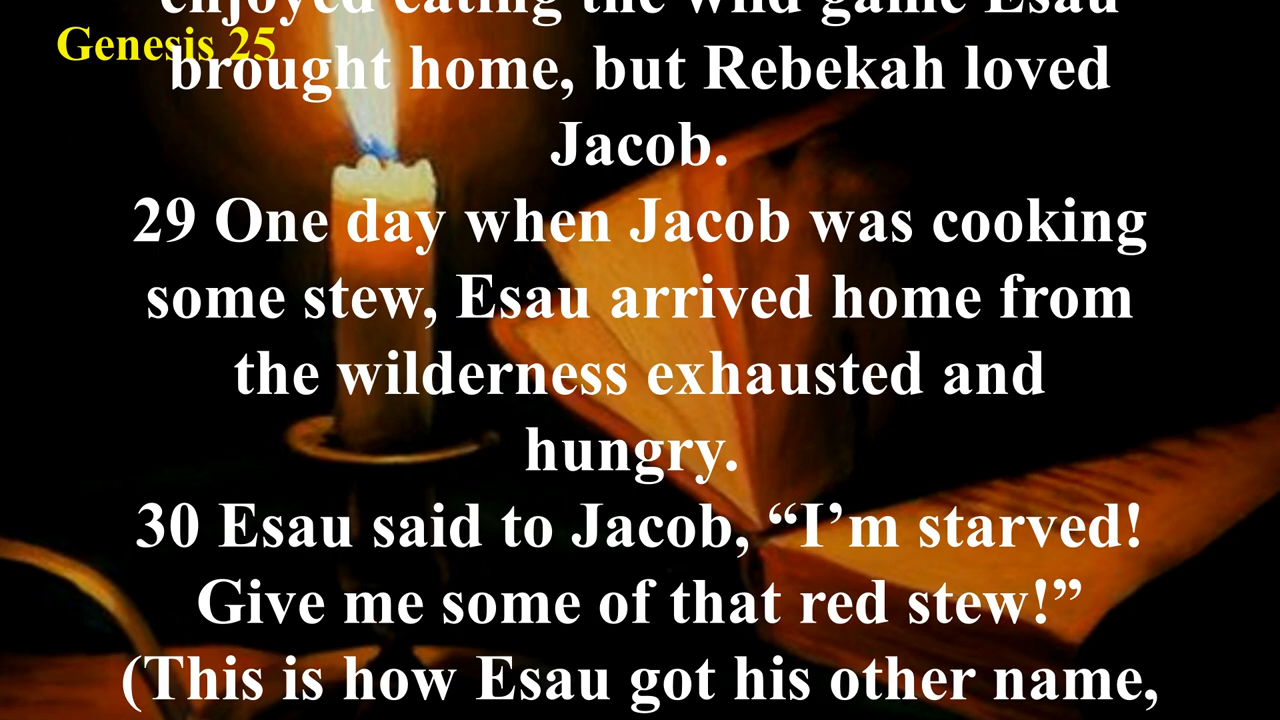 enjoyed eating the wild game Esau
Genesis 25
brought home, but Rebekah loved
Jacob.
29 One day when Jacob was cooking
some stew, Esau arrived home from
the wilderness exhausted and
hungry.
30 Esau said to Jacob, “I’m starved!
Give me some of that red stew!”
(This is how Esau got his other name,